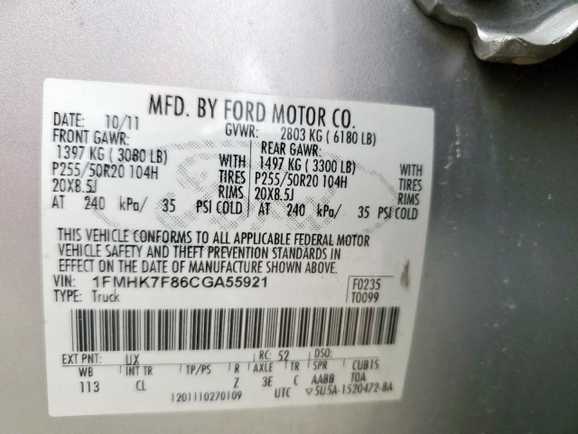 MFD. BY FORD MOTOR CO.
DATE: 10/11 GVWR: 2803 KG ( 6180 LB)
FRONT GAWR: REAR GAWR:
1397 KG ( 3080 LB) WITH 1497 KG ( 3300 LB) WITH
P255/50R20 104H TIRES P255/50R20 104H TIRES
20X8.5J RIMS 20X8.5J RIMS
AT 240 kPa/ 35 PSI COLD AT 240 kPa/ 35 PSI COLD
THIS VEHICLE CONFORMS TO ALL APPLICABLE FEDERAL MOTOR
VEHICLE SAFETY AND THEFT PREVENTION STANDARDS IN
EFFECT ON THE DATE OF MANUFACTURE SHOWN ABOVE.
VIN: 1FMHK7F86CGA55921 F0235
TYPE: Truck T0099
EXT PNT: UX RC: 52 DSO:
WB INT TR TP/PS R AXLE TR SPR CUBIS
113 CL Z 3E C AABB TOA
1201110270109 UTC 5U5A-1520472-BA